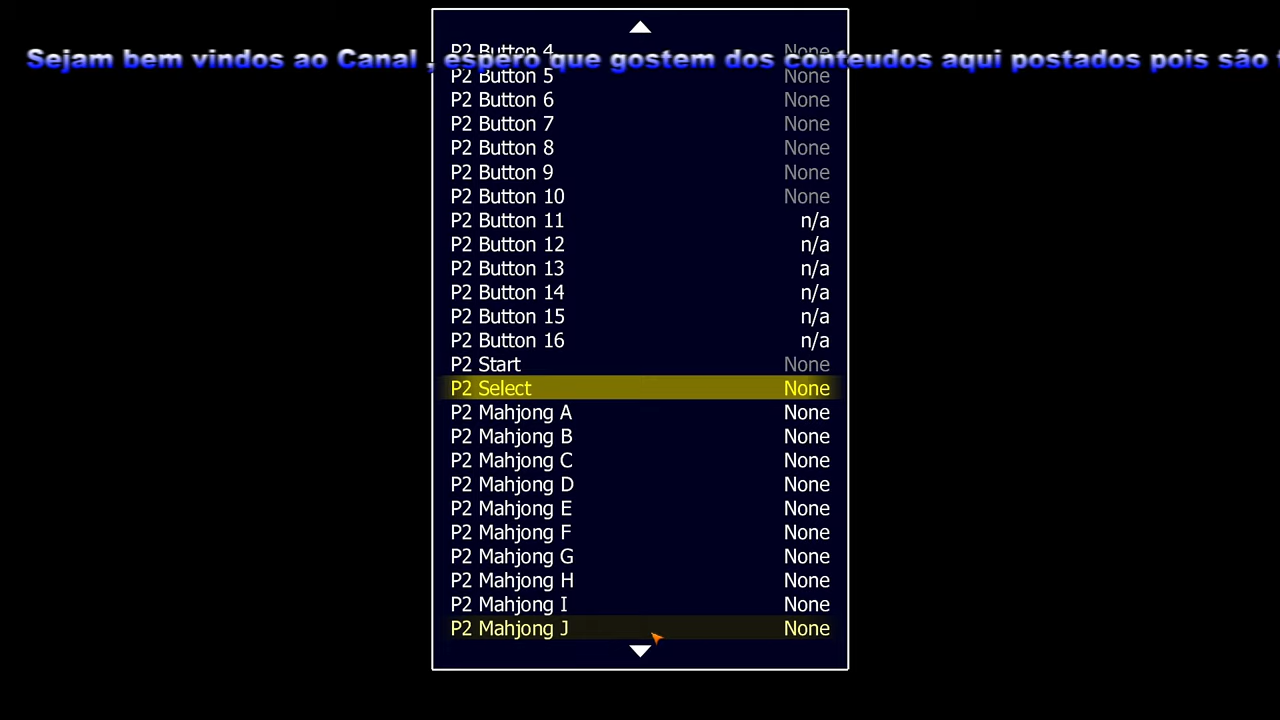 P2 Button 4 None
Sejam bem vindos ao Canal , espero que gostem dos conteudos aqui postados pois são
P2 Button 5 None
P2 Button 6 None
P2 Button 7 None
P2 Button 8 None
P2 Button 9 None
P2 Button 10 None
P2 Button 11 n/a
P2 Button 12 n/a
P2 Button 13 n/a
P2 Button 14 n/a
P2 Button 15 n/a
P2 Button 16 n/a
P2 Start None
P2 Select None
P2 Mahjong A None
P2 Mahjong B None
P2 Mahjong C None
P2 Mahjong D None
P2 Mahjong E None
P2 Mahjong F None
P2 Mahjong G None
P2 Mahjong H None
P2 Mahjong I None
P2 Mahjong J None